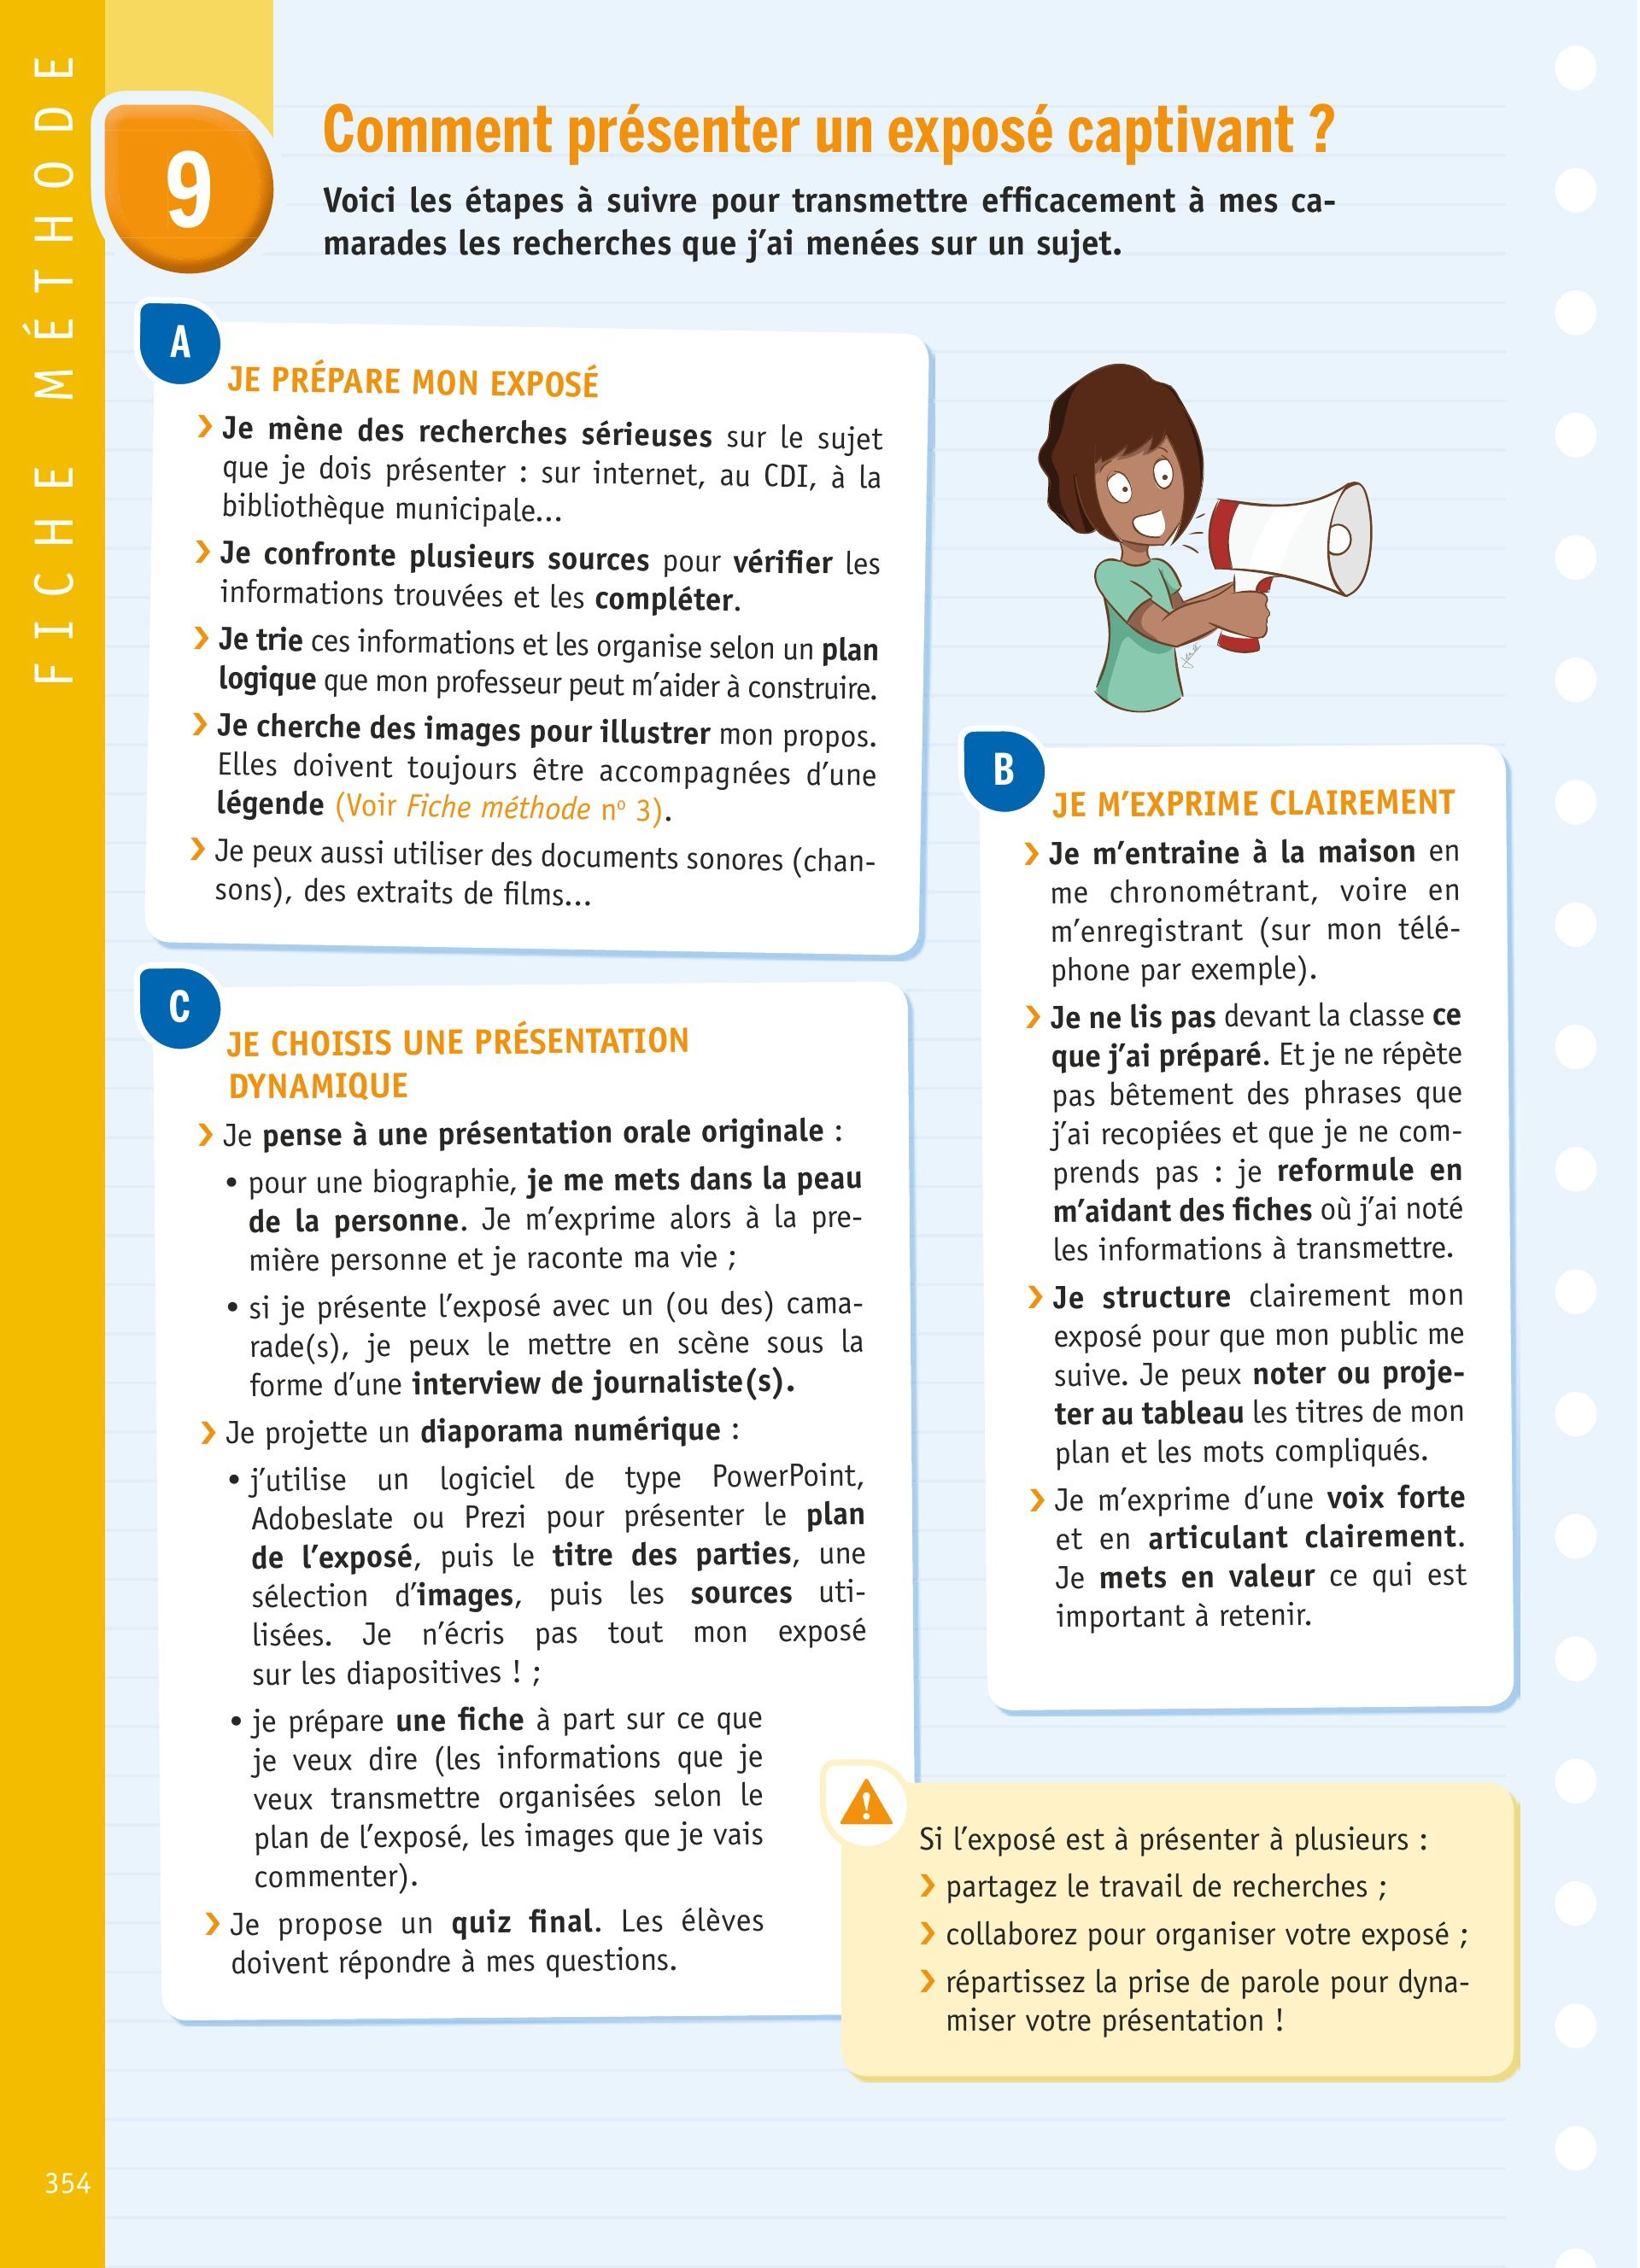 FICHE MÉTHODE
9
Comment présenter un exposé captivant ?
Voici les étapes à suivre pour transmettre efficacement à mes ca-
marades les recherches que j'ai menées sur un sujet.
A
JE PRÉPARE MON EXPOSÉ
› Je mène des recherches sérieuses sur le sujet
que je dois présenter : sur internet, au CDI, à la
bibliothèque municipale...
› Je confronte plusieurs sources pour vérifier les
informations trouvées et les compléter.
› Je trie ces informations et les organise selon un plan
logique que mon professeur peut m'aider à construire.
› Je cherche des images pour illustrer mon propos.
Elles doivent toujours être accompagnées d'une
légende (Voir Fiche méthode nº 3).
› Je peux aussi utiliser des documents sonores (chan-
sons), des extraits de films...
B
JE M'EXPRIME CLAIREMENT
› Je m'entraine à la maison en
me chronométrant, voire en
m'enregistrant (sur mon télé-
phone par exemple).
› Je ne lis pas devant la classe ce
que j'ai préparé. Et je ne répète
pas bêtement des phrases que
j'ai recopiées et que je ne com-
prends pas : je reformule en
m'aidant des fiches où j'ai noté
les informations à transmettre.
› Je structure clairement mon
exposé pour que mon public me
suive. Je peux noter ou proje-
ter au tableau les titres de mon
plan et les mots compliqués.
› Je m'exprime d'une voix forte
et en articulant clairement.
Je mets en valeur ce qui est
important à retenir.
C
JE CHOISIS UNE PRÉSENTATION
DYNAMIQUE
› Je pense à une présentation orale originale :
• pour une biographie, je me mets dans la peau
de la personne. Je m'exprime alors à la pre-
mière personne et je raconte ma vie ;
• si je présente l'exposé avec un (ou des) cama-
rade(s), je peux le mettre en scène sous la
forme d'une interview de journaliste(s).
› Je projette un diaporama numérique :
• j'utilise un logiciel de type PowerPoint,
Adobeslate ou Prezi pour présenter le plan
de l'exposé, puis le titre des parties, une
sélection d'images, puis les sources uti-
lisées. Je n'écris pas tout mon exposé
sur les diapositives ! ;
• je prépare une fiche à part sur ce que
je veux dire (les informations que je
veux transmettre organisées selon le
plan de l'exposé, les images que je vais
commenter).
› Je propose un quiz final. Les élèves
doivent répondre à mes questions.
!
Si l'exposé est à présenter à plusieurs :
› partagez le travail de recherches ;
› collaborez pour organiser votre exposé ;
› répartissez la prise de parole pour dyna-
miser votre présentation !
354